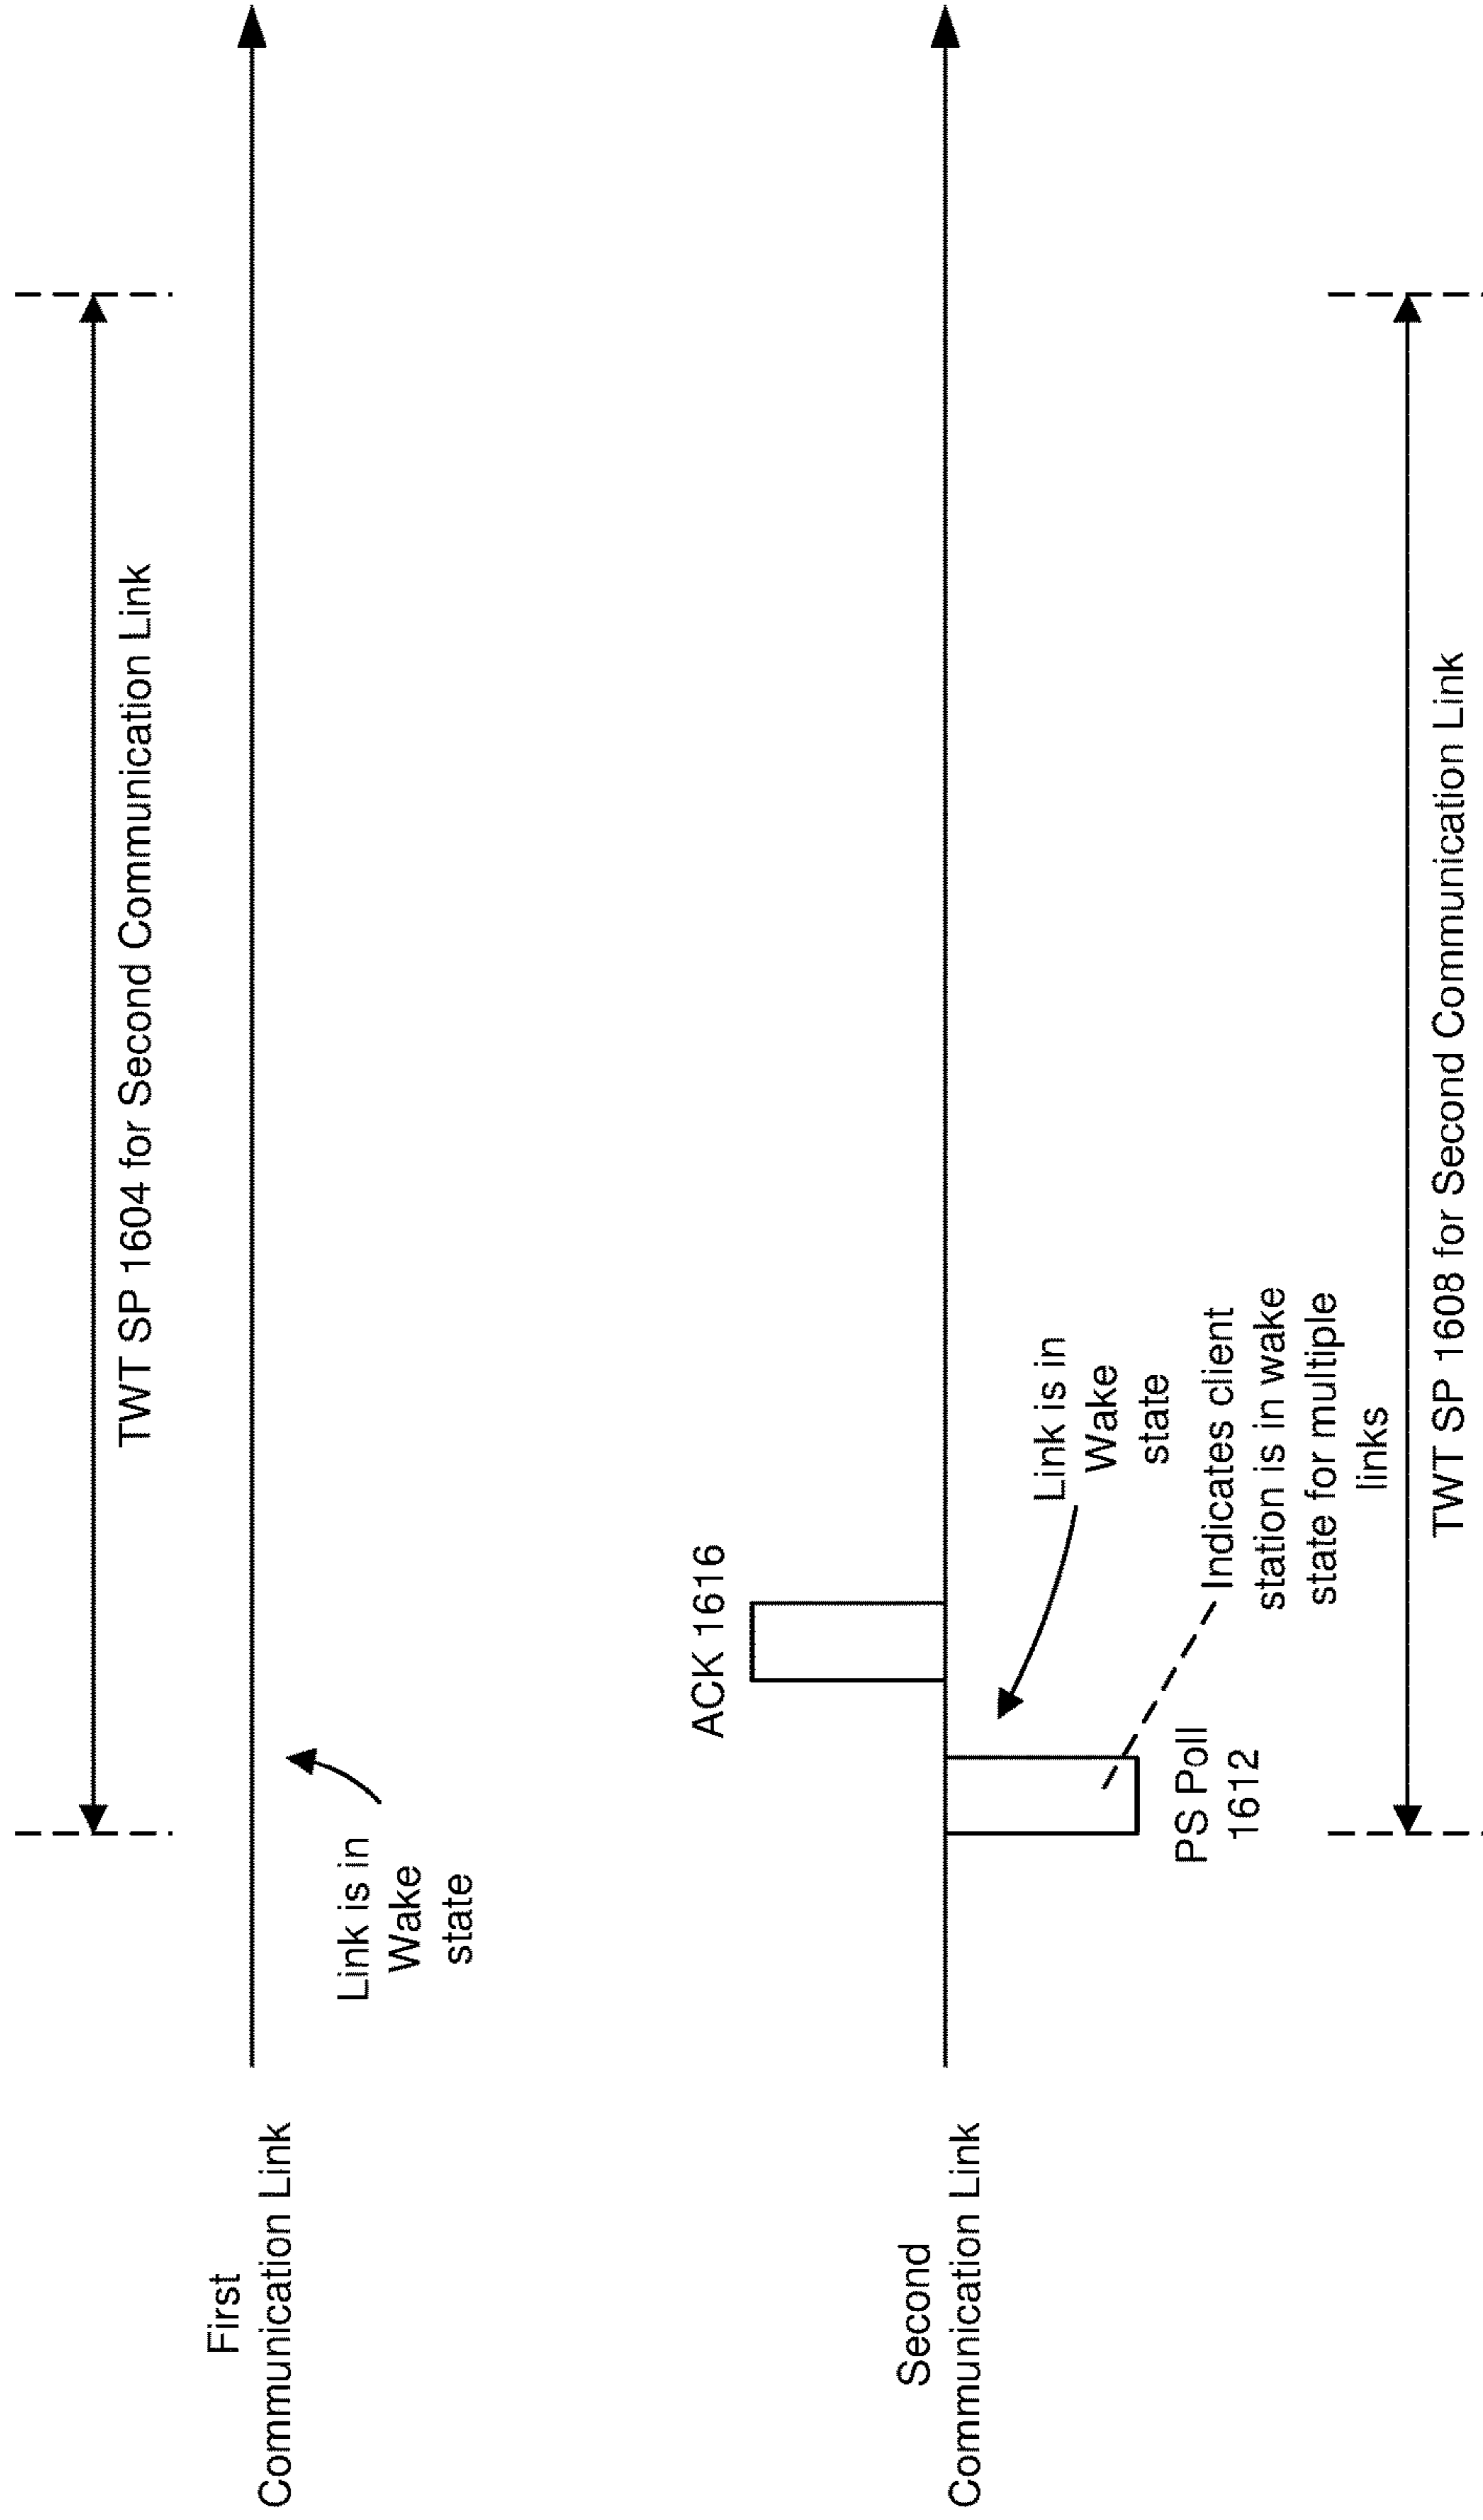 TWT SP 1604 for Second Communication Link
First
Communication Link
Link is in
Wake
state
ACK 1616
Second
Communication Link
Link is in
Wake
state
PS Poll
1612
Indicates client
station is in wake
state for multiple
links
TWT SP 1608 for Second Communication Link